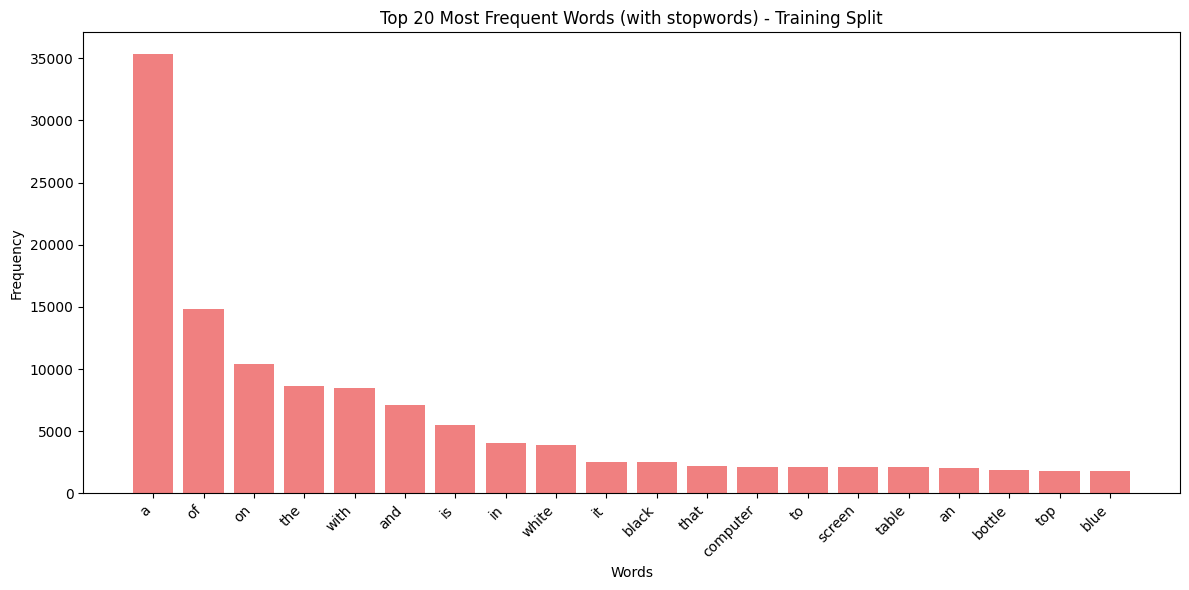 Top 20 Most Frequent Words (with stopwords) - Training Split
Frequency
35000
30000
25000
20000
15000
10000
5000
0
a
of
on
the
with
and
is
in
white
it
black
that
computer
to
screen
table
an
bottle
top
blue
Words